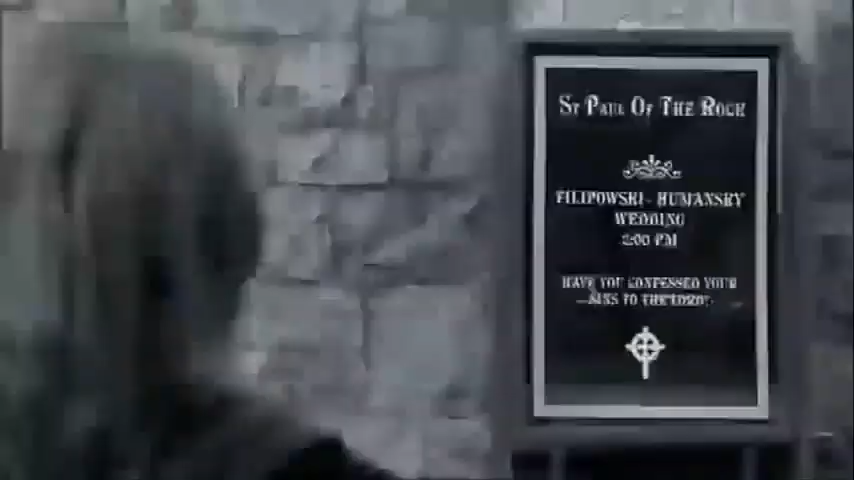 St Paul Of The Rock
FILIPOWSKI - HUMANSKY
WEDDING
2:00 PM
HAVE YOU CONFESSED YOUR
SINS TO THE LORD?